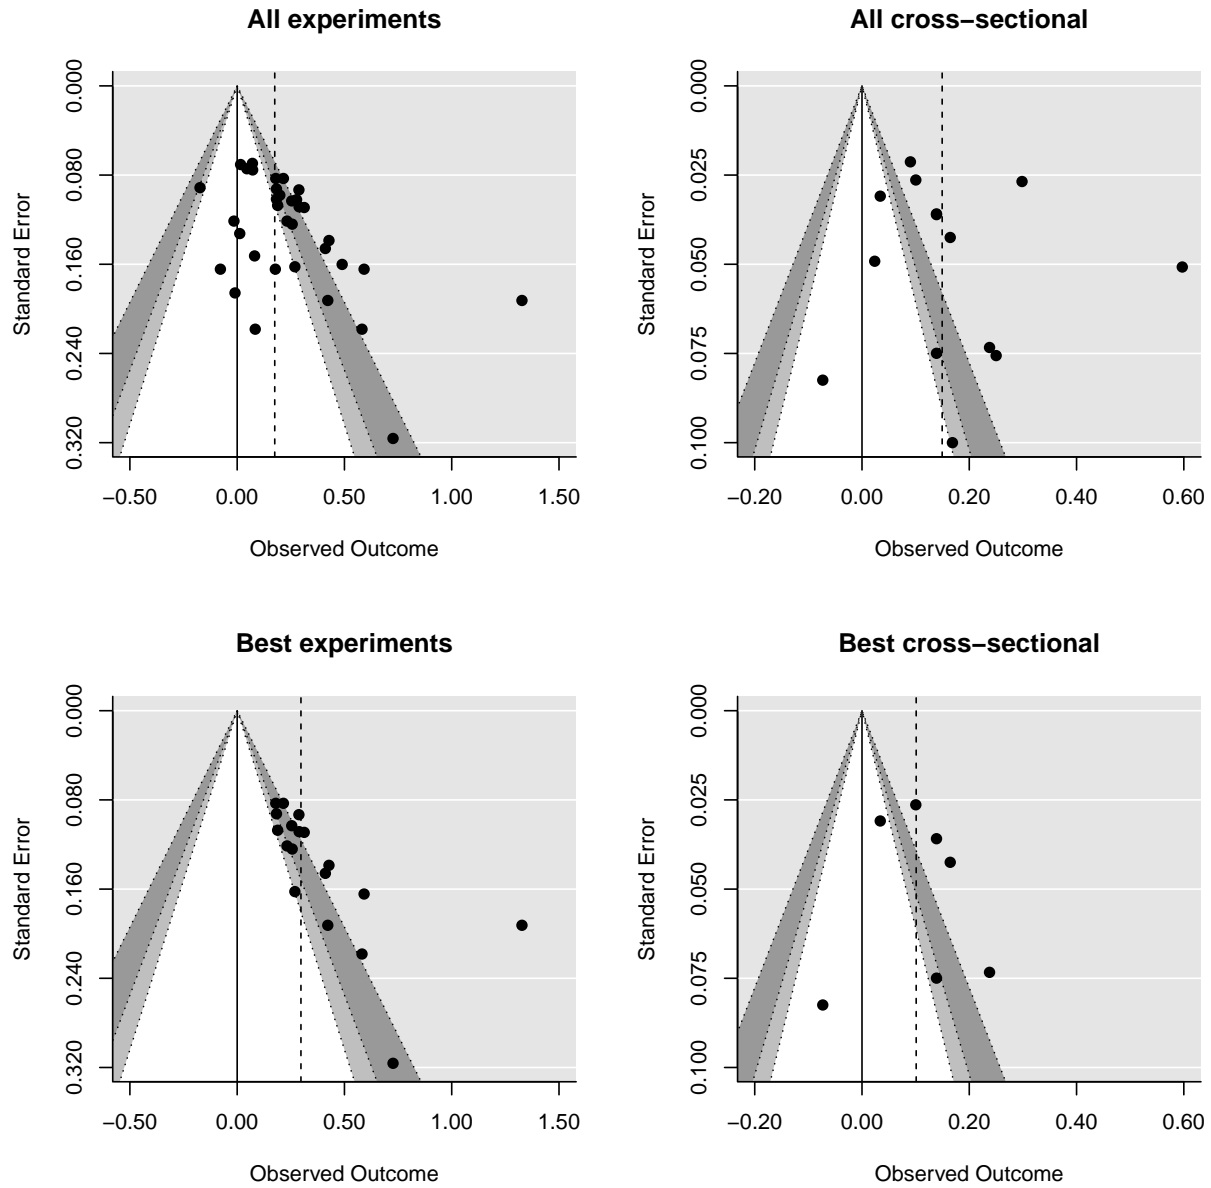 All experiments
All cross−sectional
Standard Error
0.000
0.080
0.160
0.240
0.320
−0.50 0.00 0.50 1.00 1.50
Observed Outcome
Standard Error
0.000
0.025
0.050
0.075
0.100
−0.20 0.00 0.20 0.40 0.60
Observed Outcome
Best experiments
Best cross−sectional
Standard Error
0.000
0.080
0.160
0.240
0.320
−0.50 0.00 0.50 1.00 1.50
Observed Outcome
Standard Error
0.000
0.025
0.050
0.075
0.100
−0.20 0.00 0.20 0.40 0.60
Observed Outcome